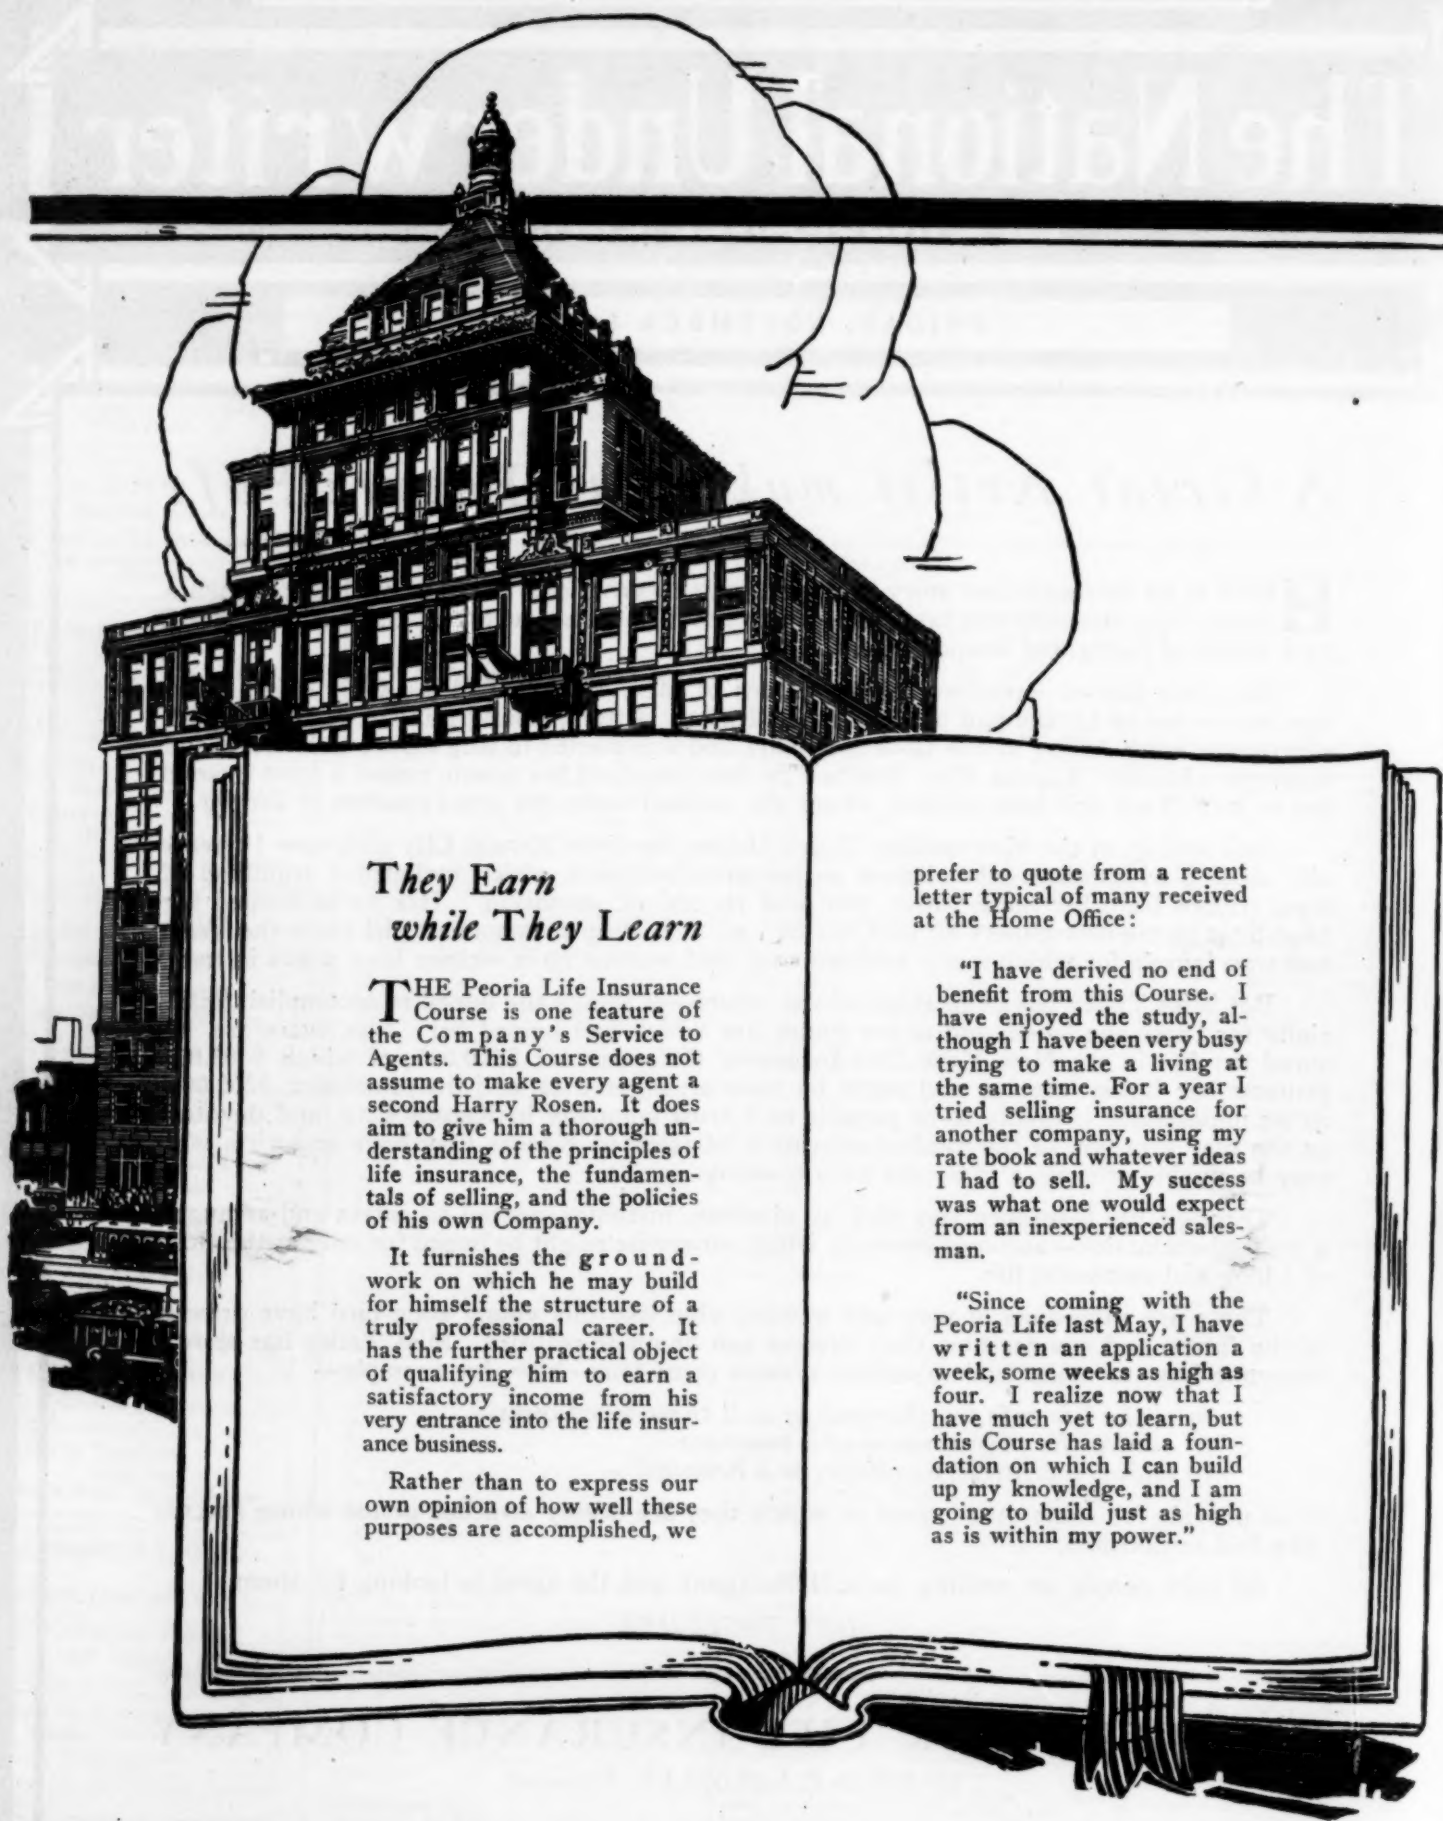 They Earn
while They Learn
THE Peoria Life Insurance
Course is one feature of
the Company's Service to
Agents. This Course does not
assume to make every agent a
second Harry Rosen. It does
aim to give him a thorough un-
derstanding of the principles of
life insurance, the fundamen-
tals of selling, and the policies
of his own Company.
It furnishes the ground-
work on which he may build
for himself the structure of a
truly professional career. It
has the further practical object
of qualifying him to earn a
satisfactory income from his
very entrance into the life insur-
ance business.
Rather than to express our
own opinion of how well these
purposes are accomplished, we
prefer to quote from a recent
letter typical of many received
at the Home Office:
"I have derived no end of
benefit from this Course. I
have enjoyed the study, al-
though I have been very busy
trying to make a living at
the same time. For a year I
tried selling insurance for
another company, using my
rate book and whatever ideas
I had to sell. My success
was what one would expect
from an inexperienced sales-
man.
"Since coming with the
Peoria Life last May, I have
written an application a
week, some weeks as high as
four. I realize now that I
have much yet to learn, but
this Course has laid a foun-
dation on which I can build
up my knowledge, and I am
going to build just as high
as is within my power."